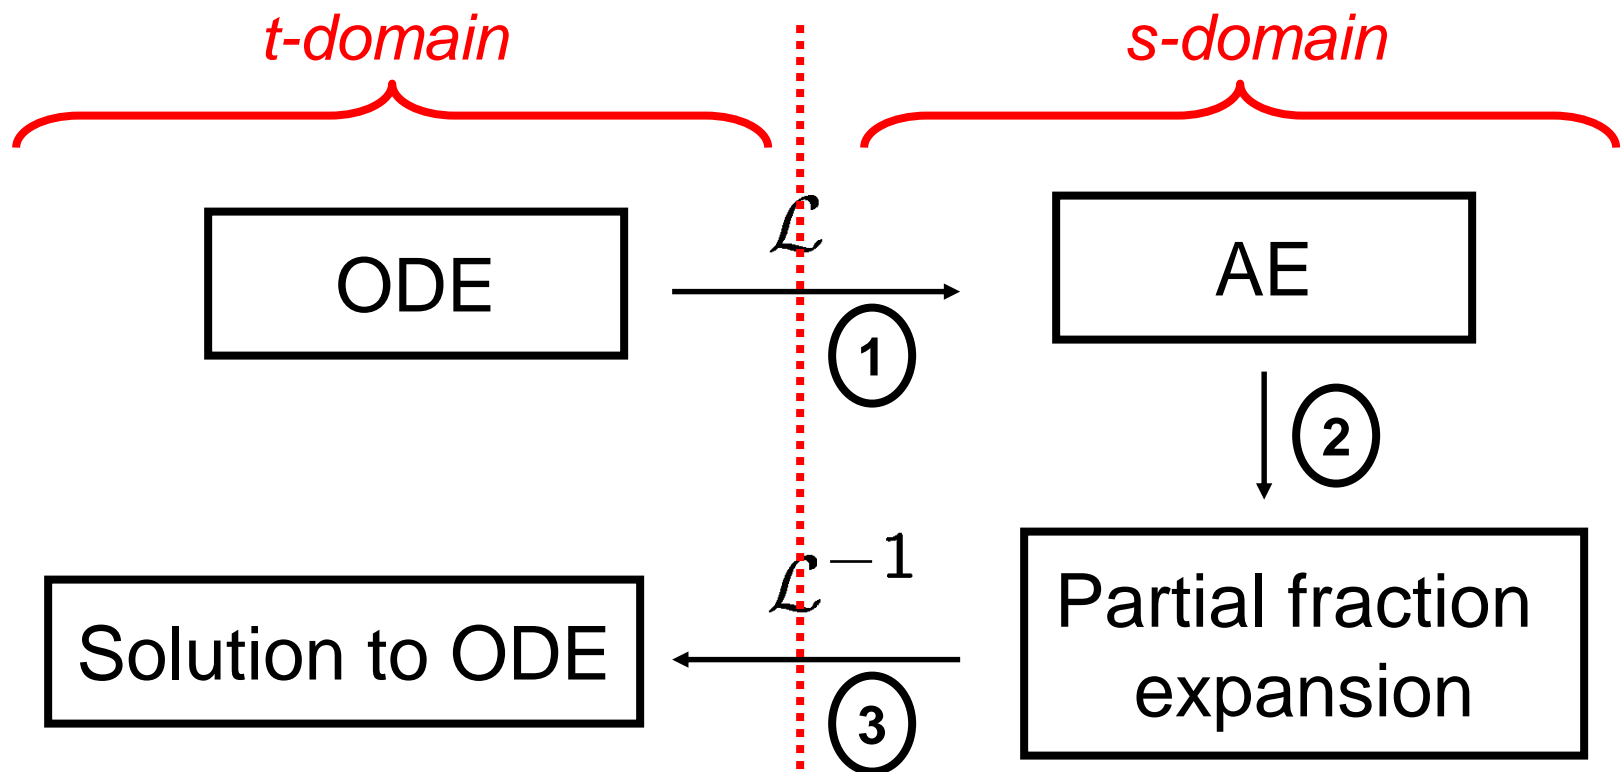 t-domain
s-domain
ℒ
ODE
AE
1
2
ℒ⁻¹
Partial fraction
expansion
Solution to ODE
3